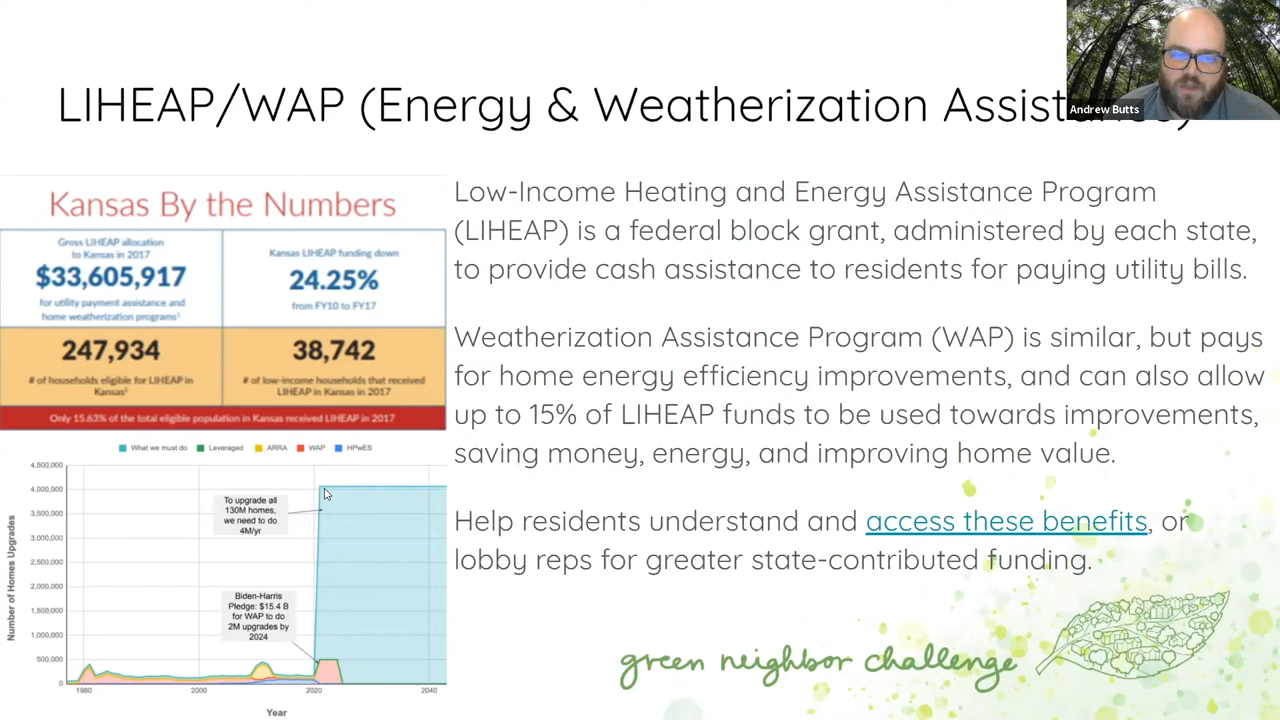 LIHEAP/WAP (Energy & Weatherization Assistance)
Andrew Butts
Kansas By the Numbers
Gross LIHEAP allocation
to Kansas in 2017
$33,605,917
for utility payment assistance and
home weatherization programs¹
Kansas LIHEAP funding down
24.25%
from FY10 to FY17
247,934
# of households eligible for LIHEAP in
Kansas²
38,742
# of low-income households that received
LIHEAP in Kansas in 2017
Only 15.63% of the total eligible population in Kansas received LIHEAP in 2017
What we must do Leveraged ARRA WAP HPwES
Number of Homes Upgrades
4,500,000
4,000,000
3,500,000
3,000,000
2,500,000
2,000,000
1,500,000
1,000,000
500,000
0
To upgrade all
130M homes,
we need to do
4M/yr
Biden-Harris
Pledge: $15.4 B
for WAP to do
2M upgrades by
2024
1980 2000 2020 2040
Year
Low-Income Heating and Energy Assistance Program
(LIHEAP) is a federal block grant, administered by each state,
to provide cash assistance to residents for paying utility bills.
Weatherization Assistance Program (WAP) is similar, but pays
for home energy efficiency improvements, and can also allow
up to 15% of LIHEAP funds to be used towards improvements,
saving money, energy, and improving home value.
Help residents understand and access these benefits, or
lobby reps for greater state-contributed funding.
green neighbor challenge